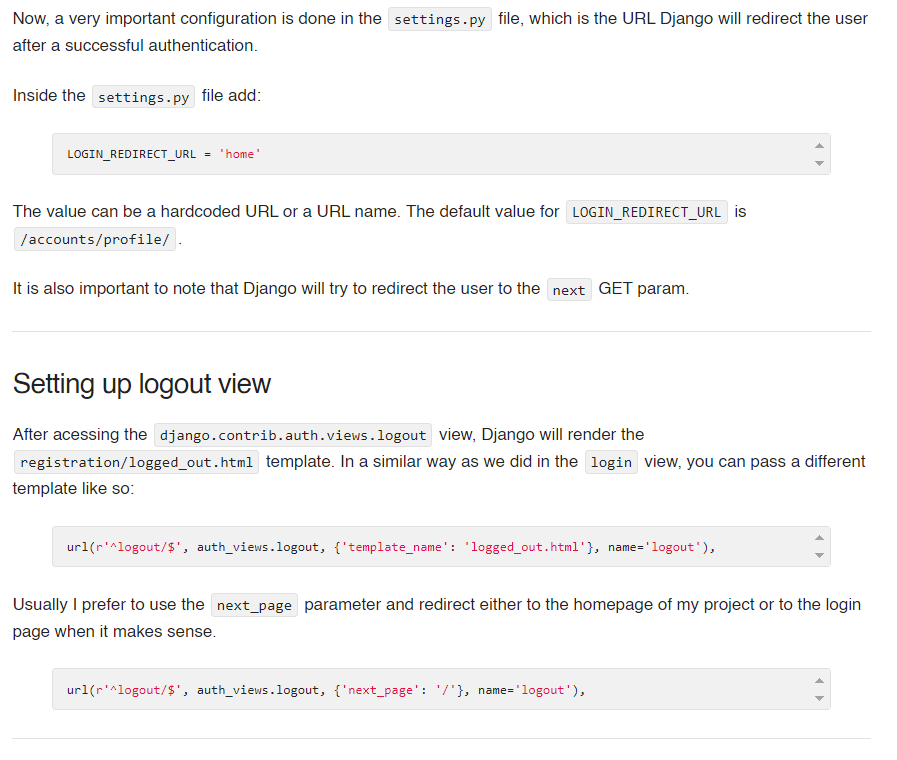 Now, a very important configuration is done in the settings.py file, which is the URL Django will redirect the user
after a successful authentication.
Inside the settings.py file add:
LOGIN_REDIRECT_URL = 'home'
The value can be a hardcoded URL or a URL name. The default value for LOGIN_REDIRECT_URL is
/accounts/profile/ .
It is also important to note that Django will try to redirect the user to the next GET param.
Setting up logout view
After acessing the django.contrib.auth.views.logout view, Django will render the
registration/logged_out.html template. In a similar way as we did in the login view, you can pass a different
template like so:
url(r'^logout/$', auth_views.logout, {'template_name': 'logged_out.html'}, name='logout'),
Usually I prefer to use the next_page parameter and redirect either to the homepage of my project or to the login
page when it makes sense.
url(r'^logout/$', auth_views.logout, {'next_page': '/'}, name='logout'),